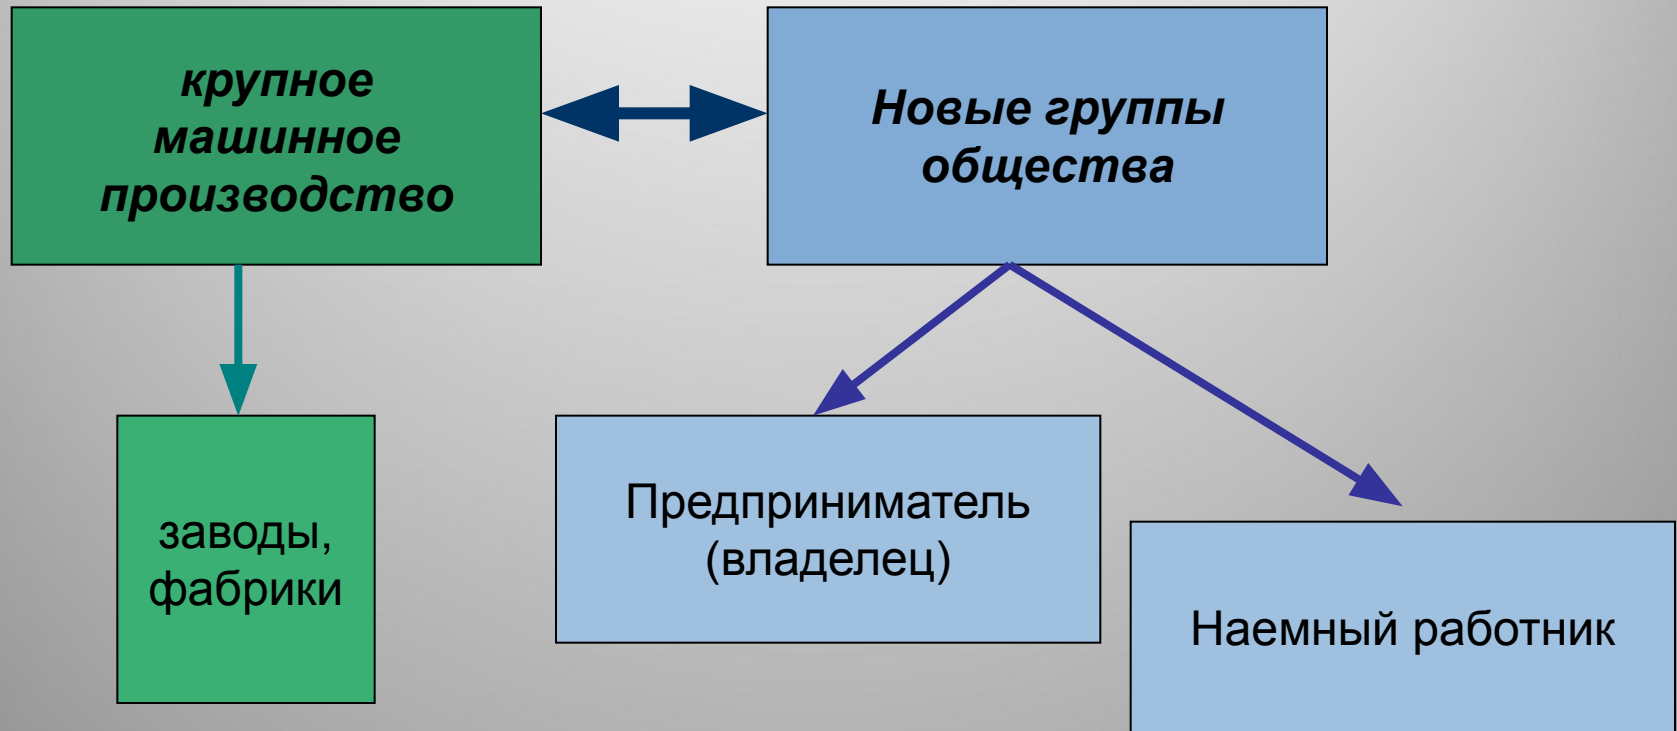 крупное
машинное
производство
Новые группы
общества
заводы,
фабрики
Предприниматель
(владелец)
Наемный работник